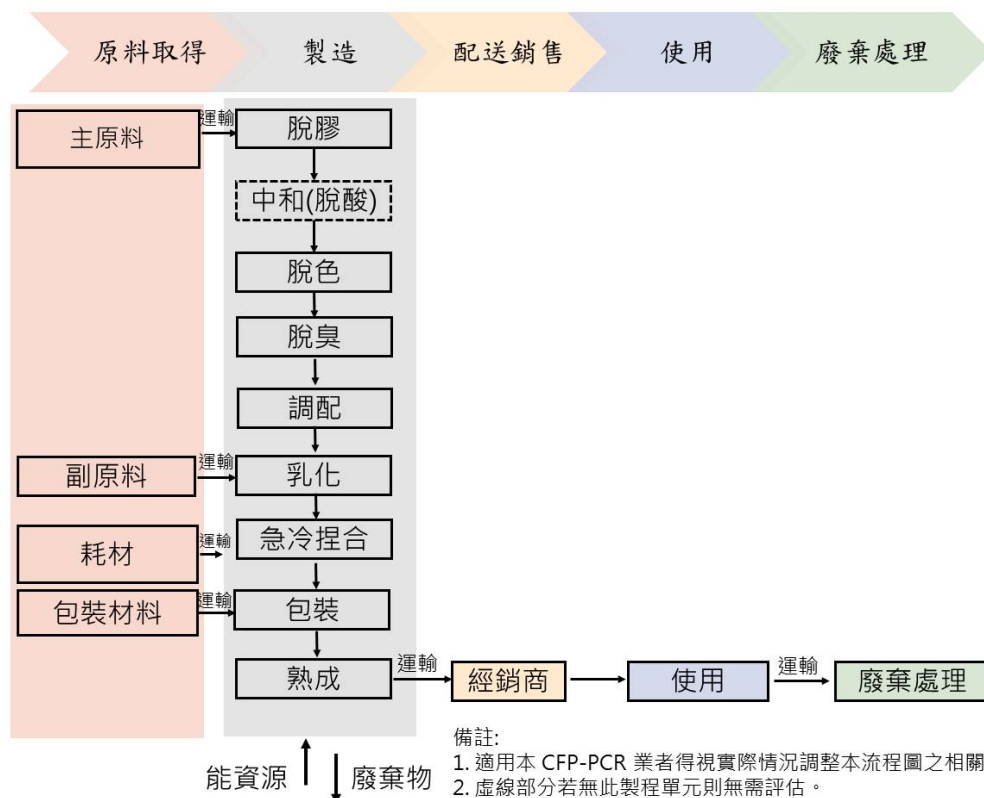 原料取得
製造
配送銷售
使用
廢棄處理
主原料
運輸
脫膠
中和(脫酸)
脫色
脫臭
調配
副原料
運輸
乳化
耗材
運輸
急冷捏合
包裝材料
運輸
包裝
熟成
運輸
經銷商
使用
運輸
廢棄處理
能資源
廢棄物
備註:
1. 適用本 CFP-PCR 業者得視實際情況調整本流程圖之相關
2. 虛線部分若無此製程單元則無需評估。